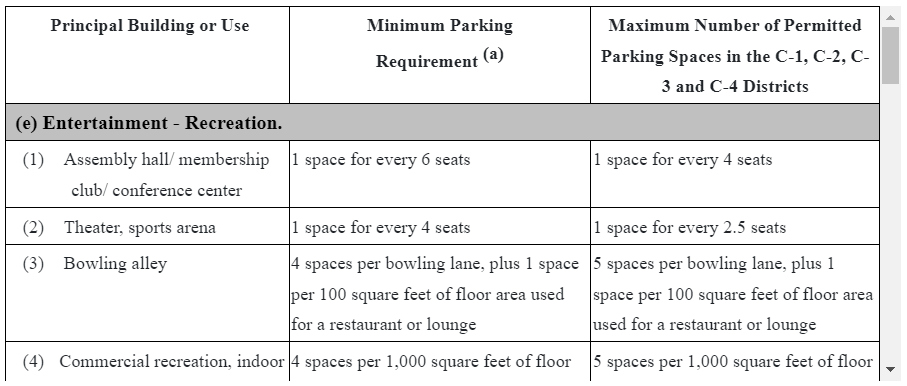 Principal Building or Use
Minimum Parking
Requirement (a)
Maximum Number of Permitted
Parking Spaces in the C-1, C-2, C-
3 and C-4 Districts
(e) Entertainment - Recreation.
(1) Assembly hall/ membership
club/ conference center
1 space for every 6 seats
1 space for every 4 seats
(2) Theater, sports arena
1 space for every 4 seats
1 space for every 2.5 seats
(3) Bowling alley
4 spaces per bowling lane, plus 1 space
per 100 square feet of floor area used
for a restaurant or lounge
5 spaces per bowling lane, plus 1
space per 100 square feet of floor area
used for a restaurant or lounge
(4) Commercial recreation, indoor
4 spaces per 1,000 square feet of floor
5 spaces per 1,000 square feet of floor